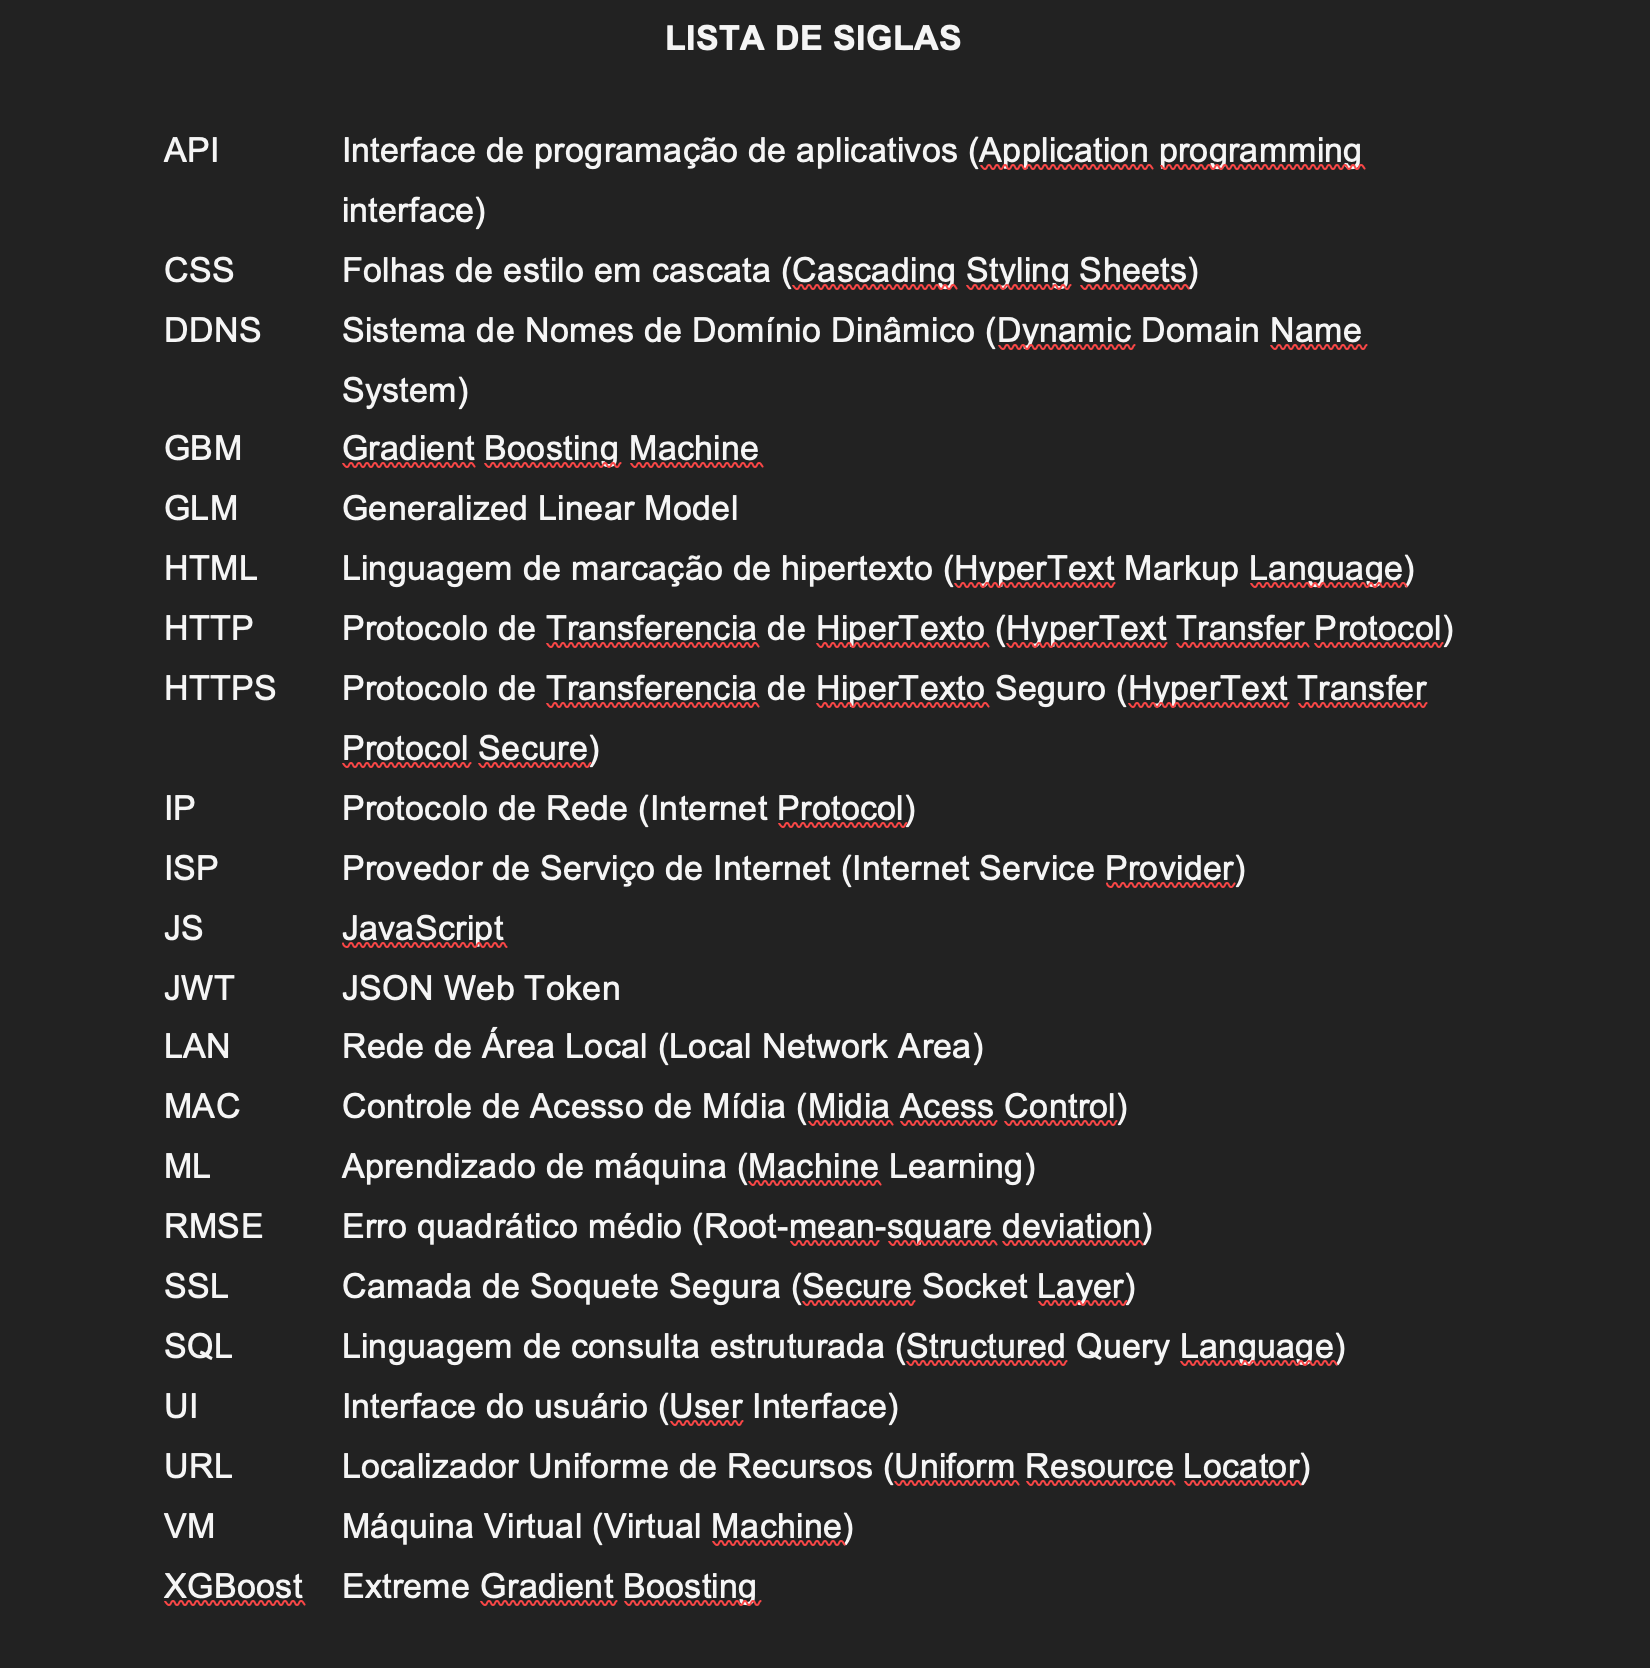 LISTA DE SIGLAS
API Interface de programação de aplicativos (Application programming
interface)
CSS Folhas de estilo em cascata (Cascading Styling Sheets)
DDNS Sistema de Nomes de Domínio Dinâmico (Dynamic Domain Name
System)
GBM Gradient Boosting Machine
GLM Generalized Linear Model
HTML Linguagem de marcação de hipertexto (HyperText Markup Language)
HTTP Protocolo de Transferencia de HiperTexto (HyperText Transfer Protocol)
HTTPS Protocolo de Transferencia de HiperTexto Seguro (HyperText Transfer
Protocol Secure)
IP Protocolo de Rede (Internet Protocol)
ISP Provedor de Serviço de Internet (Internet Service Provider)
JS JavaScript
JWT JSON Web Token
LAN Rede de Área Local (Local Network Area)
MAC Controle de Acesso de Mídia (Midia Acess Control)
ML Aprendizado de máquina (Machine Learning)
RMSE Erro quadrático médio (Root-mean-square deviation)
SSL Camada de Soquete Segura (Secure Socket Layer)
SQL Linguagem de consulta estruturada (Structured Query Language)
UI Interface do usuário (User Interface)
URL Localizador Uniforme de Recursos (Uniform Resource Locator)
VM Máquina Virtual (Virtual Machine)
XGBoost Extreme Gradient Boosting